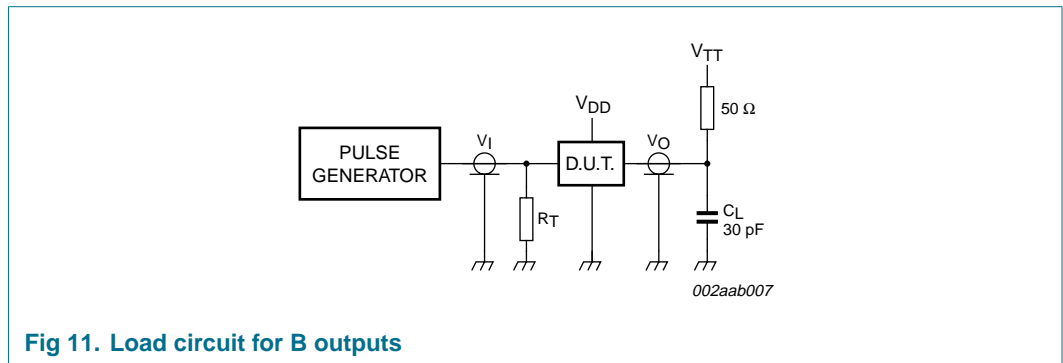 VTT
50 Ω
VDD
VI
VO
PULSE
GENERATOR
D.U.T.
RT
CL
30 pF
002aab007
Fig 11. Load circuit for B outputs